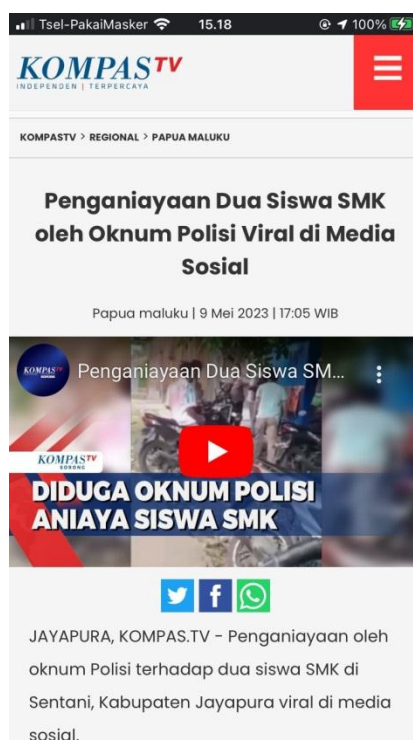 Tsel-PakaiMasker 15.18 100%
KOMPASTV
INDEPENDEN | TERPERCAYA
KOMPASTV > REGIONAL > PAPUA MALUKU
Penganiayaan Dua Siswa SMK
oleh Oknum Polisi Viral di Media
Sosial
Papua maluku | 9 Mei 2023 | 17:05 WIB
KOMPASTV
Penganiayaan Dua Siswa SM...
KOMPASTV
SORONG
DIDUGA OKNUM POLISI
ANIAYA SISWA SMK
JAYAPURA, KOMPAS.TV - Penganiayaan oleh
oknum Polisi terhadap dua siswa SMK di
Sentani, Kabupaten Jayapura viral di media
sosial.